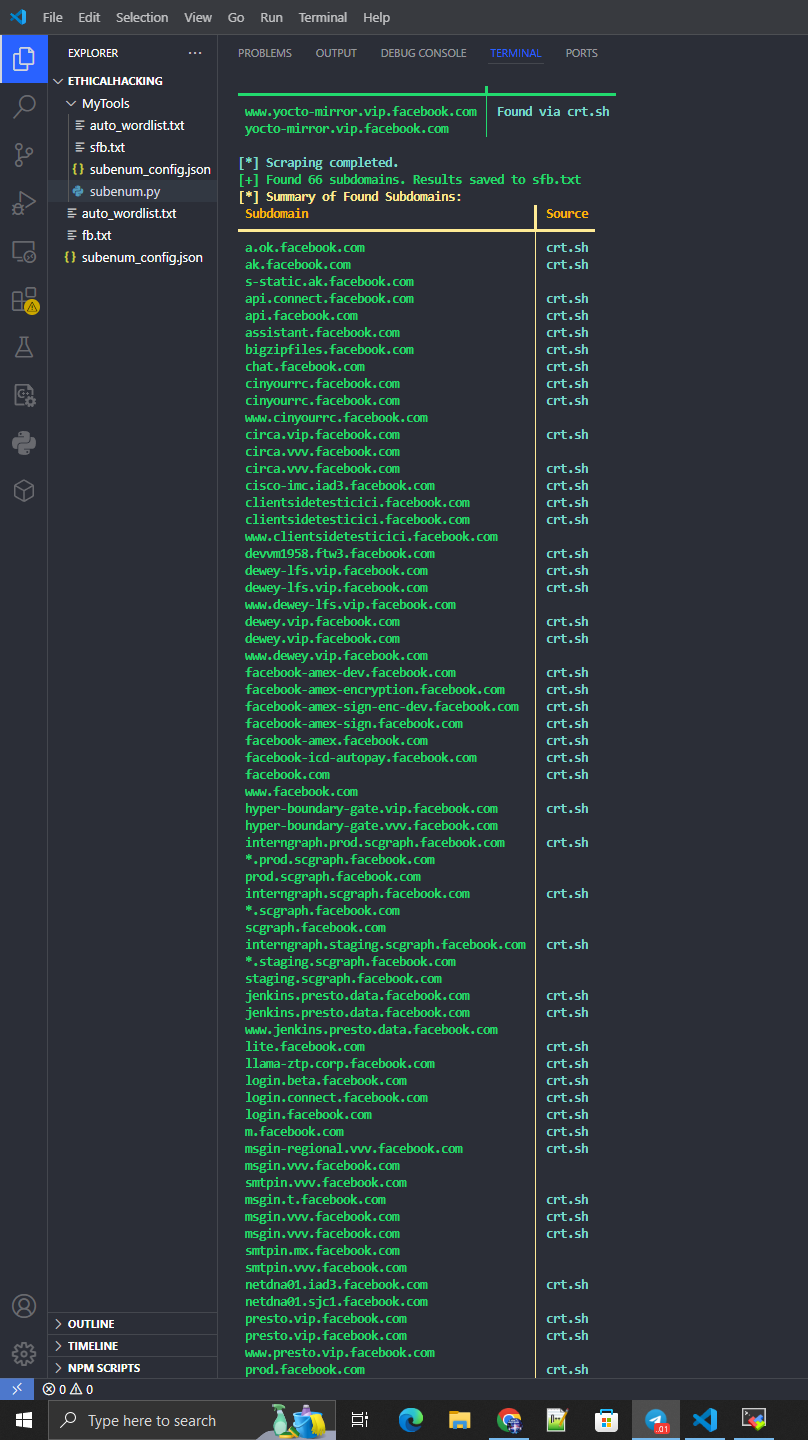 File Edit Selection View Go Run Terminal Help
EXPLORER ···
PROBLEMS OUTPUT DEBUG CONSOLE TERMINAL PORTS
ETHICALHACKING
MyTools
auto_wordlist.txt
sfb.txt
subenum_config.json
subenum.py
auto_wordlist.txt
fb.txt
subenum_config.json
www.yocto-mirror.vip.facebook.com Found via crt.sh
yocto-mirror.vip.facebook.com
[*] Scraping completed.
[+] Found 66 subdomains. Results saved to sfb.txt
[*] Summary of Found Subdomains:
Subdomain Source
a.ok.facebook.com crt.sh
ak.facebook.com crt.sh
s-static.ak.facebook.com
api.connect.facebook.com crt.sh
api.facebook.com crt.sh
assistant.facebook.com crt.sh
bigzipfiles.facebook.com crt.sh
chat.facebook.com crt.sh
cinyourrc.facebook.com crt.sh
cinyourrc.facebook.com crt.sh
www.cinyourrc.facebook.com
circa.vip.facebook.com crt.sh
circa.vvv.facebook.com
circa.vvv.facebook.com crt.sh
cisco-imc.iad3.facebook.com crt.sh
clientsidetesticici.facebook.com crt.sh
clientsidetesticici.facebook.com crt.sh
www.clientsidetesticici.facebook.com
devvm1958.ftw3.facebook.com crt.sh
dewey-lfs.vip.facebook.com crt.sh
dewey-lfs.vip.facebook.com crt.sh
www.dewey-lfs.vip.facebook.com
dewey.vip.facebook.com crt.sh
dewey.vip.facebook.com crt.sh
www.dewey.vip.facebook.com
facebook-amex-dev.facebook.com crt.sh
facebook-amex-encryption.facebook.com crt.sh
facebook-amex-sign-enc-dev.facebook.com crt.sh
facebook-amex-sign.facebook.com crt.sh
facebook-amex.facebook.com crt.sh
facebook-icd-autopay.facebook.com crt.sh
facebook.com crt.sh
www.facebook.com
hyper-boundary-gate.vip.facebook.com crt.sh
hyper-boundary-gate.vvv.facebook.com
interngraph.prod.scgraph.facebook.com crt.sh
*.prod.scgraph.facebook.com
prod.scgraph.facebook.com
interngraph.scgraph.facebook.com crt.sh
*.scgraph.facebook.com
scgraph.facebook.com
interngraph.staging.scgraph.facebook.com crt.sh
*.staging.scgraph.facebook.com
staging.scgraph.facebook.com
jenkins.presto.data.facebook.com crt.sh
jenkins.presto.data.facebook.com crt.sh
www.jenkins.presto.data.facebook.com
lite.facebook.com crt.sh
llama-ztp.corp.facebook.com crt.sh
login.beta.facebook.com crt.sh
login.connect.facebook.com crt.sh
login.facebook.com crt.sh
m.facebook.com crt.sh
msgin-regional.vvv.facebook.com crt.sh
msgin.vvv.facebook.com
smtpin.vvv.facebook.com
msgin.t.facebook.com crt.sh
msgin.vvv.facebook.com crt.sh
msgin.vvv.facebook.com crt.sh
smtpin.mx.facebook.com
smtpin.vvv.facebook.com
netdna01.iad3.facebook.com crt.sh
netdna01.sjc1.facebook.com
presto.vip.facebook.com crt.sh
presto.vip.facebook.com crt.sh
www.presto.vip.facebook.com
prod.facebook.com crt.sh
OUTLINE
TIMELINE
NPM SCRIPTS
0 0
Type here to search
.01